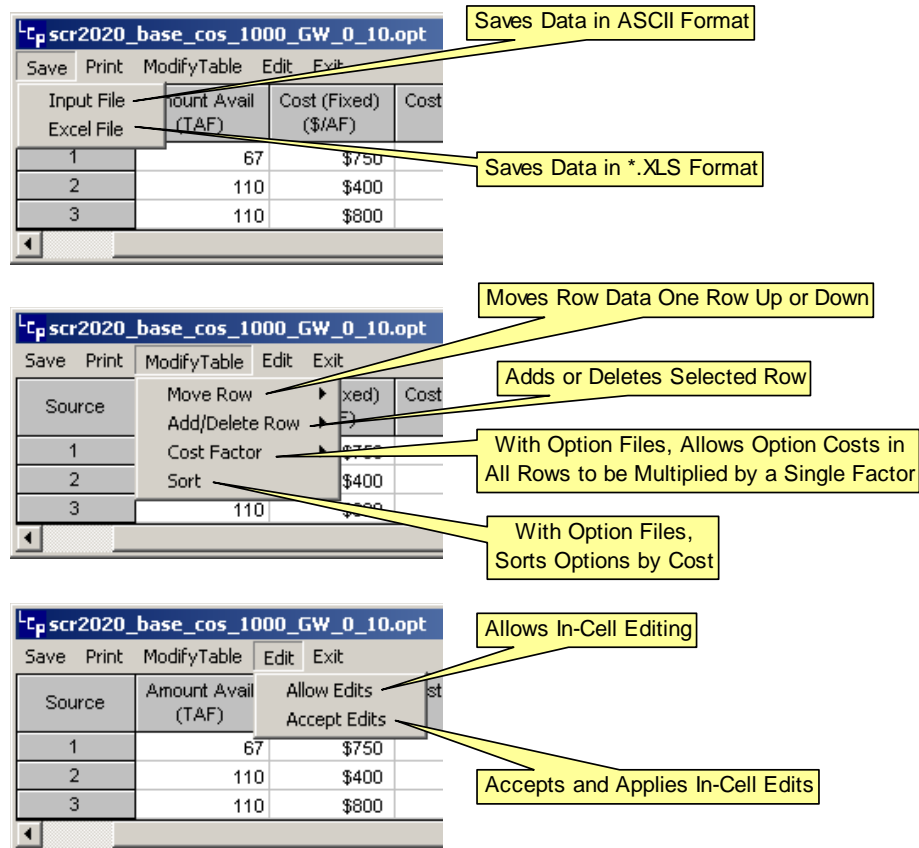 Saves Data in ASCII Format
LCP scr2020_base_cos_1000_GW_0_10.opt
Save Print ModifyTable Edit Exit
Input File
Excel File
Avail
(TAF)
Cost (Fixed)
($/AF)
Cost
1 67 $750
2 110 $400
3 110 $800
Saves Data in *.XLS Format
Moves Row Data One Row Up or Down
LCP scr2020_base_cos_1000_GW_0_10.opt
Save Print ModifyTable Edit Exit
Source
Move Row
Add/Delete Row
Cost Factor
Sort
Cost
1 $750
2 $400
3 110
Adds or Deletes Selected Row
With Option Files, Allows Option Costs in
All Rows to be Multiplied by a Single Factor
With Option Files,
Sorts Options by Cost
LCP scr2020_base_cos_1000_GW_0_10.opt
Save Print ModifyTable Edit Exit
Source
Amount Avail
(TAF)
Allow Edits
Accept Edits
1 67 $750
2 110 $400
3 110 $800
Allows In-Cell Editing
Accepts and Applies In-Cell Edits